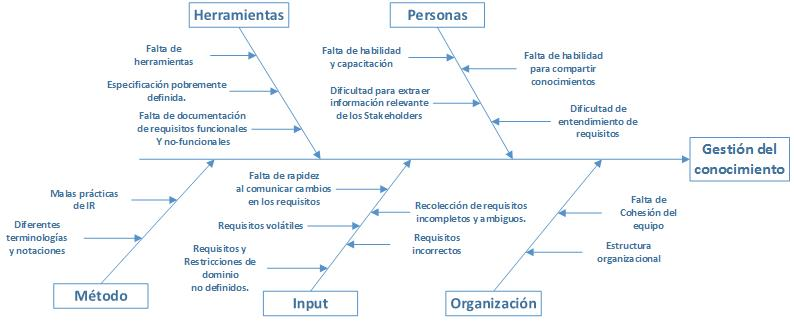 Herramientas
Personas
Falta de
herramientas
Especificación pobremente
definida.
Falta de documentación
de requisitos funcionales
Y no-funcionales
Falta de habilidad
y capacitación
Dificultad para extraer
información relevante
de los Stakeholders
Falta de habilidad
para compartir
conocimientos
Dificultad de
entendimiento de
requisitos
Gestión del
conocimiento
Malas prácticas
de IR
Diferentes
terminologías
y notaciones
Falta de rapidez
al comunicar cambios
en los requisitos
Requisitos volátiles
Requisitos y
Restricciones de
dominio
no definidos.
Recolección de requisitos
incompletos y ambiguos.
Requisitos
incorrectos
Falta de
Cohesión del
equipo
Estructura
organizacional
Método
Input
Organización